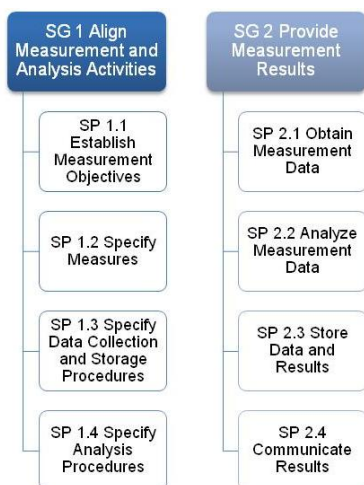 SG 1 Align
Measurement and
Analysis Activities
SP 1.1
Establish
Measurement
Objectives
SP 1.2 Specify
Measures
SP 1.3 Specify
Data Collection
and Storage
Procedures
SP 1.4 Specify
Analysis
Procedures
SG 2 Provide
Measurement
Results
SP 2.1 Obtain
Measurement
Data
SP 2.2 Analyze
Measurement
Data
SP 2.3 Store
Data and
Results
SP 2.4
Communicate
Results